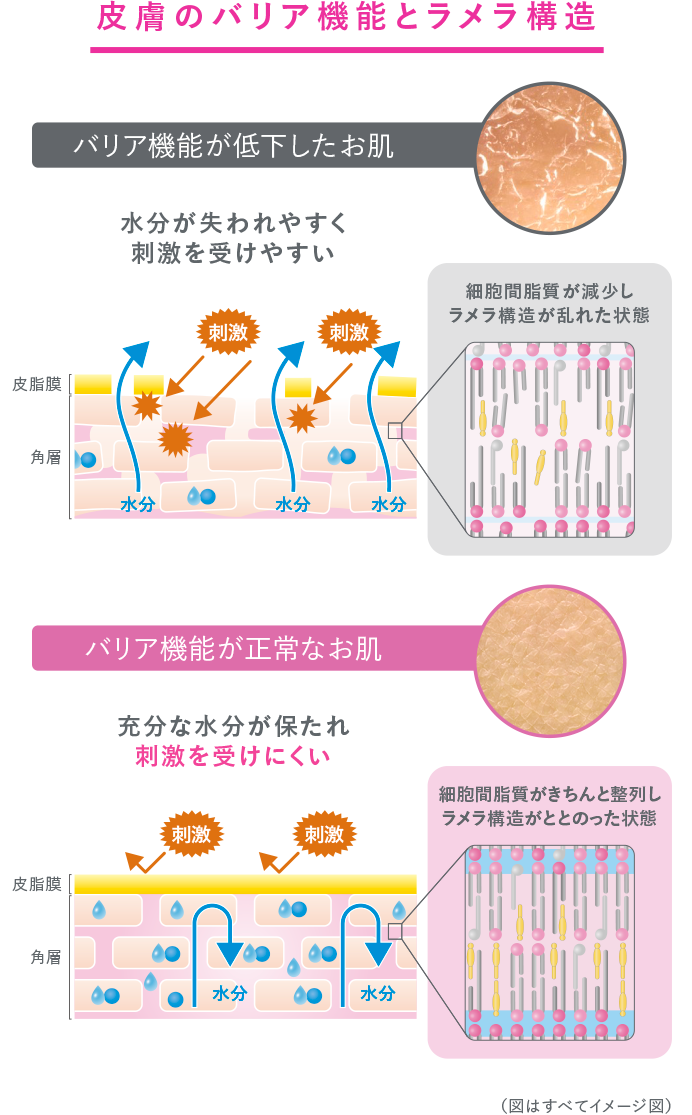 皮膚のバリア機能とラメラ構造
バリア機能が低下したお肌
水分が失われやすく
刺激を受けやすい
細胞間脂質が減少し
ラメラ構造が乱れた状態
刺激
刺激
皮脂膜
角層
水分
水分
水分
バリア機能が正常なお肌
充分な水分が保たれ
刺激を受けにくい
細胞間脂質がきちんと整列し
ラメラ構造がととのった状態
刺激
刺激
皮脂膜
角層
水分
水分
（図はすべてイメージ図）